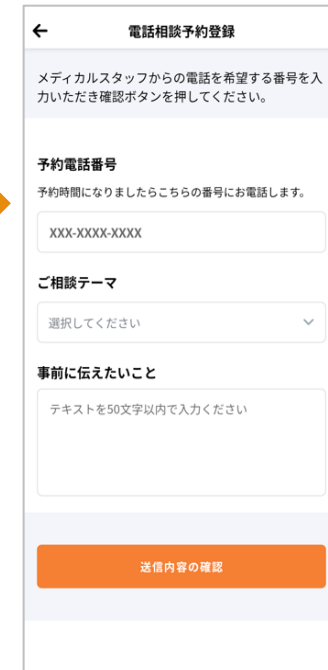 電話相談予約登録
メディカルスタッフからの電話を希望する番号を入
力いただき確認ボタンを押してください。
予約電話番号
予約時間になりましたらこちらの番号にお電話します。
XXX-XXXX-XXXX
ご相談テーマ
選択してください
事前に伝えたいこと
テキストを50文字以内で入力ください
送信内容の確認